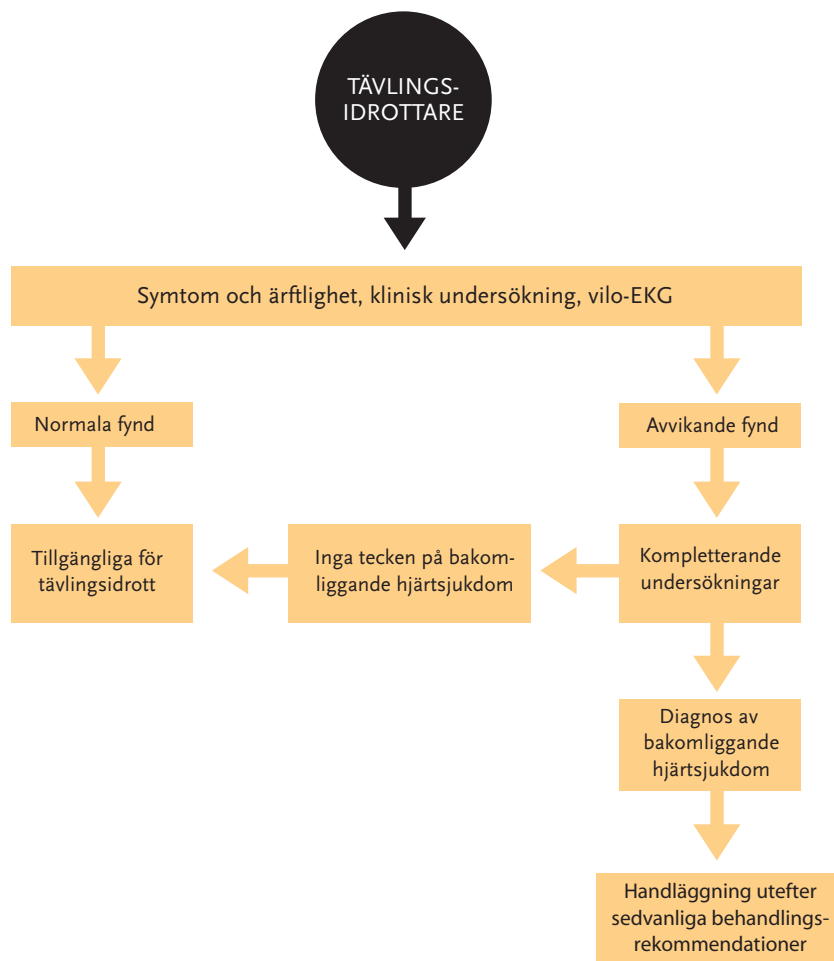 TÄVLINGS-
IDROTTARE
Symtom och ärftlighet, klinisk undersökning, vilo-EKG
Normala fynd
Avvikande fynd
Tillgängliga för
tävlingsidrott
Inga tecken på bakom-
liggande hjärtsjukdom
Kompletterande
undersökningar
Diagnos av
bakomliggande
hjärtsjukdom
Handläggning utefter
sedvanliga behandlings-
rekommendationer